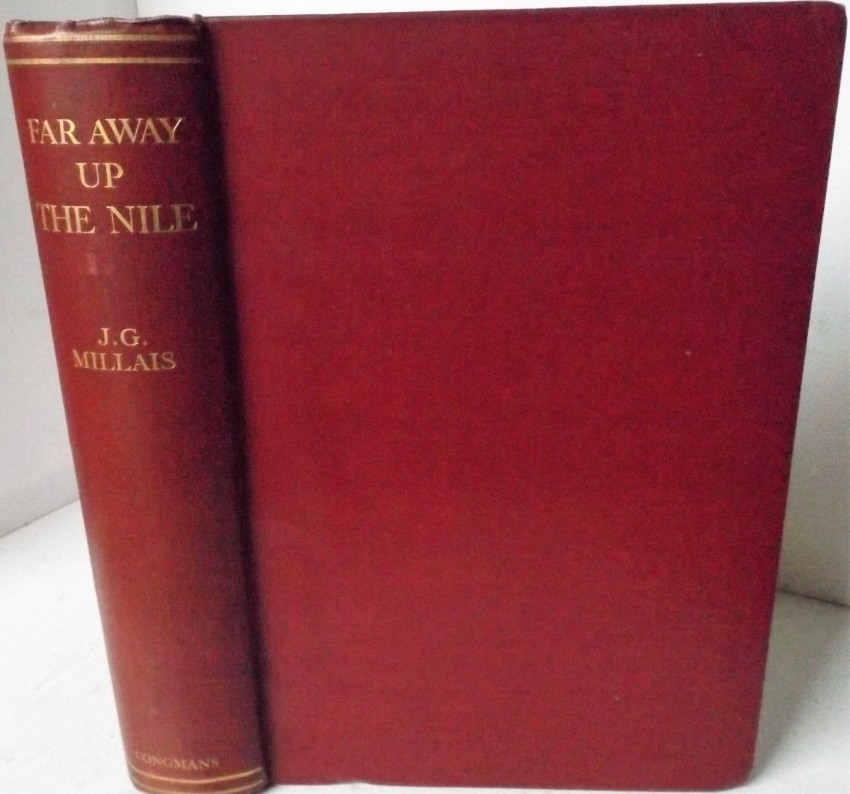 FAR AWAY
UP
THE NILE
J.G.
MILLAIS
LONGMANS